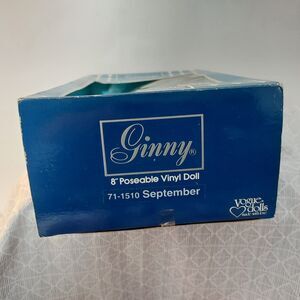 Ginny®
8" Poseable Vinyl Doll
71-1510 September
vogue
dolls